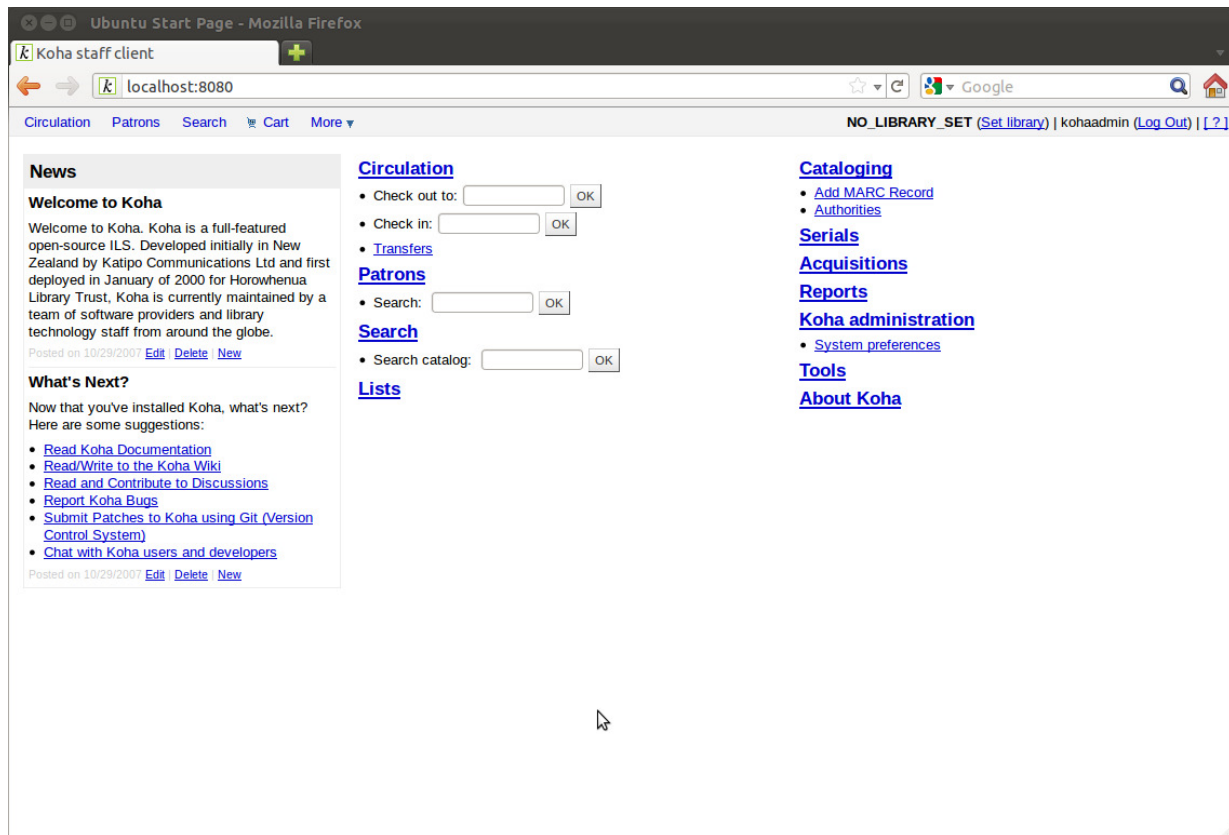 Ubuntu Start Page - Mozilla Firefox
k Koha staff client
k localhost:8080
Google
Circulation Patrons Search Cart More
NO_LIBRARY_SET (Set library) | kohaadmin (Log Out) | [ ? ]
News
Welcome to Koha
Welcome to Koha. Koha is a full-featured
open-source ILS. Developed initially in New
Zealand by Katipo Communications Ltd and first
deployed in January of 2000 for Horowhenua
Library Trust, Koha is currently maintained by a
team of software providers and library
technology staff from around the globe.
Posted on 10/29/2007 Edit | Delete | New
What's Next?
Now that you've installed Koha, what's next?
Here are some suggestions:
• Read Koha Documentation
• Read/Write to the Koha Wiki
• Read and Contribute to Discussions
• Report Koha Bugs
• Submit Patches to Koha using Git (Version
Control System)
• Chat with Koha users and developers
Posted on 10/29/2007 Edit | Delete | New
Circulation
• Check out to: OK
• Check in: OK
• Transfers
Patrons
• Search: OK
Search
• Search catalog: OK
Lists
Cataloging
• Add MARC Record
• Authorities
Serials
Acquisitions
Reports
Koha administration
• System preferences
Tools
About Koha